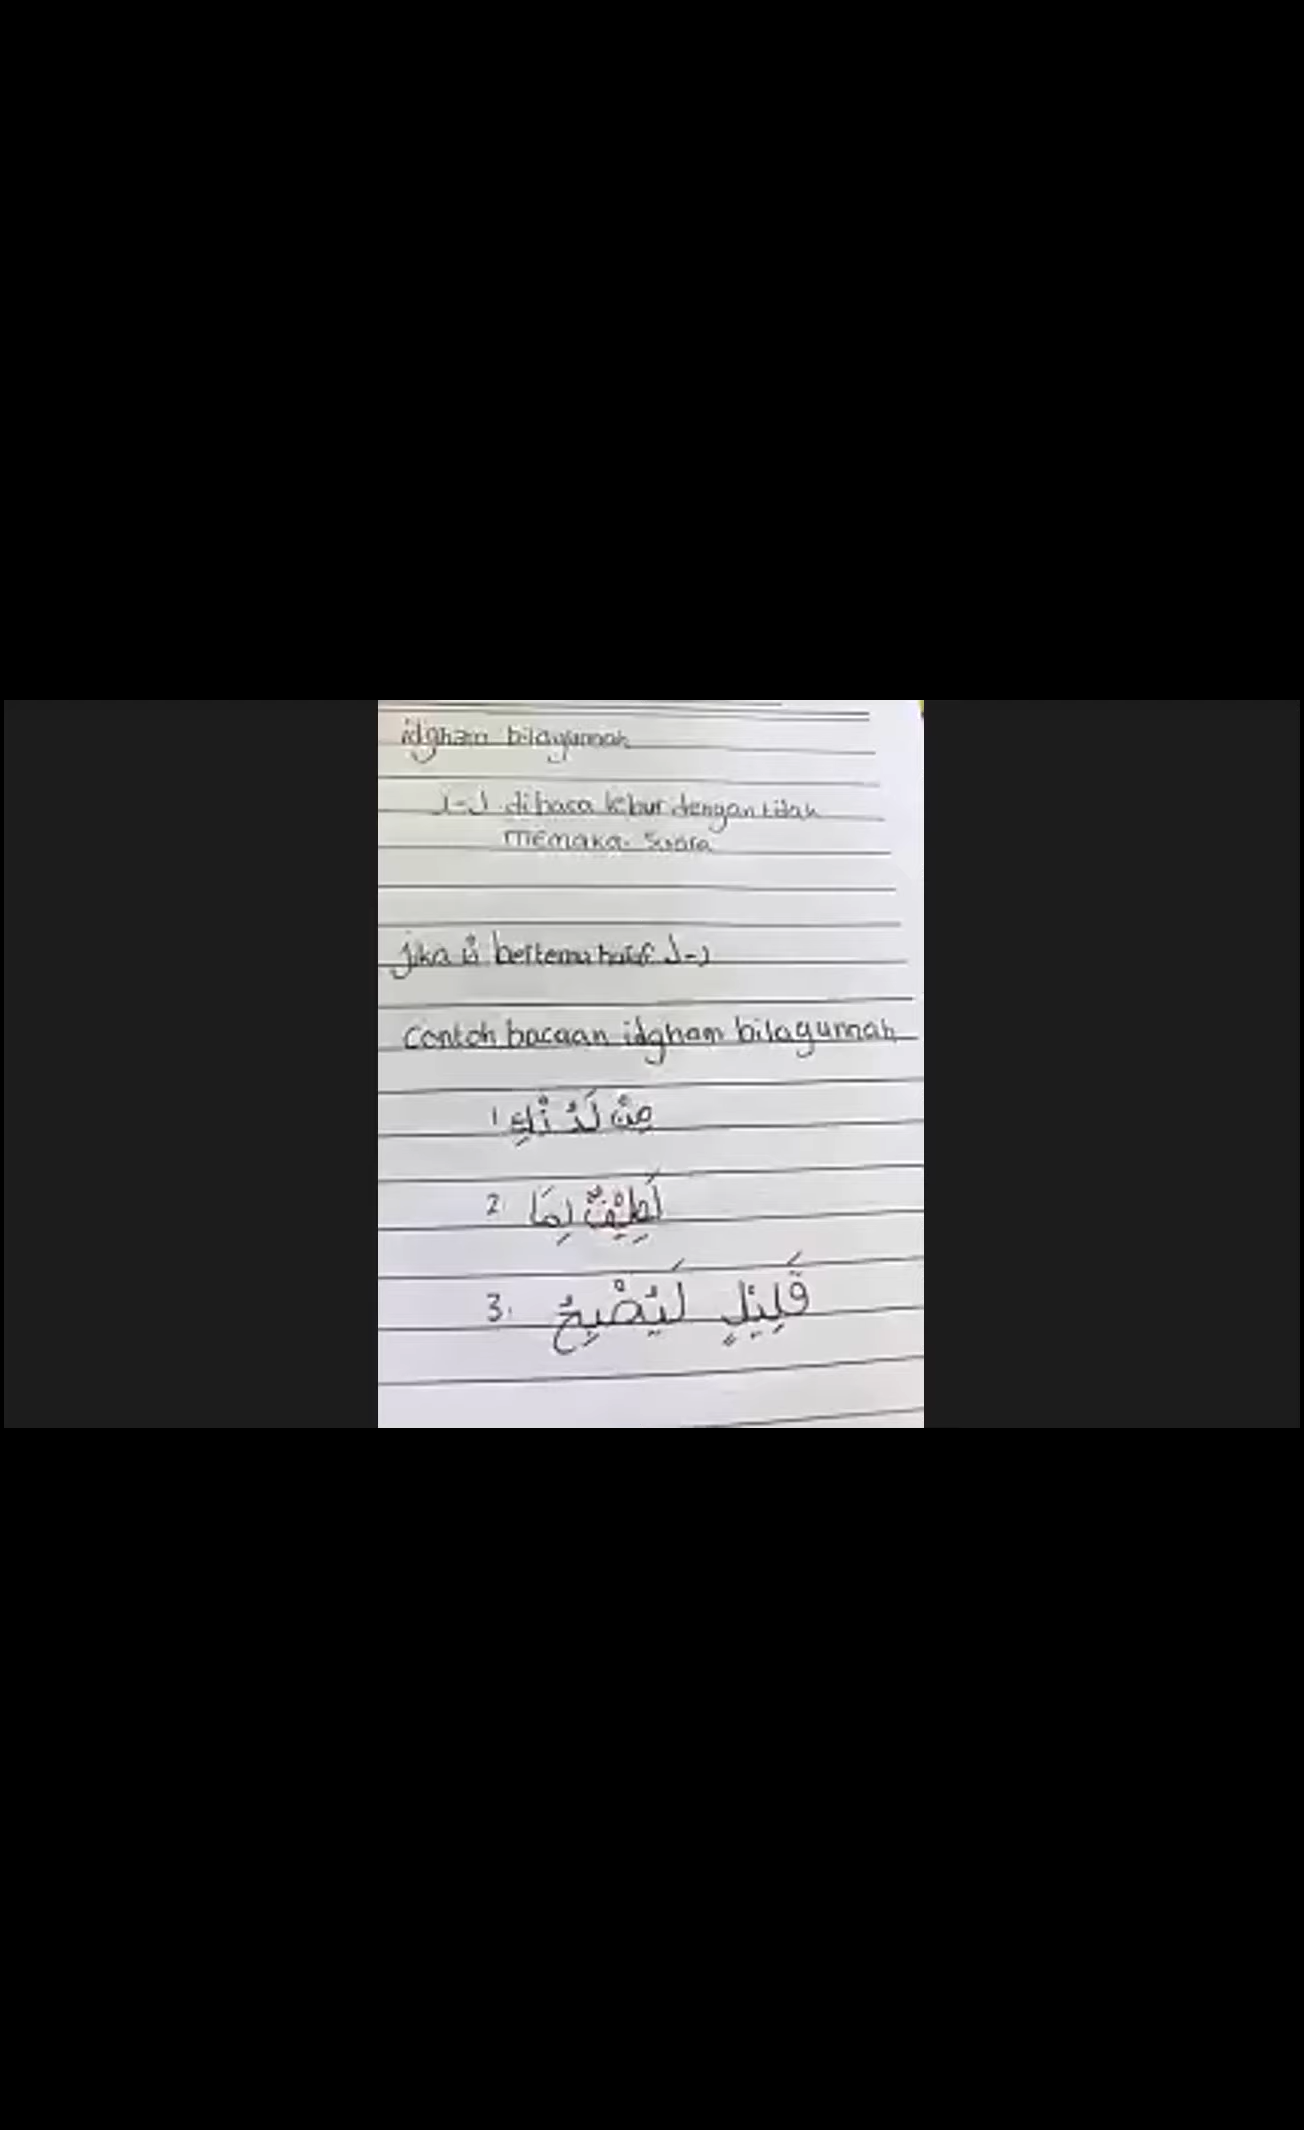 idgham bilagunnah
ل-ر dibaca lebur dengan tidak
memakai suara
jika نْ bertemu huruf ل-ر
Contoh bacaan idgham bilagunnah
1 مِنْ لَدُ نْكِ
2. لَطِيْفٌ لِمَا
3. قَلِيْلٍ لَيُصْبِحُ